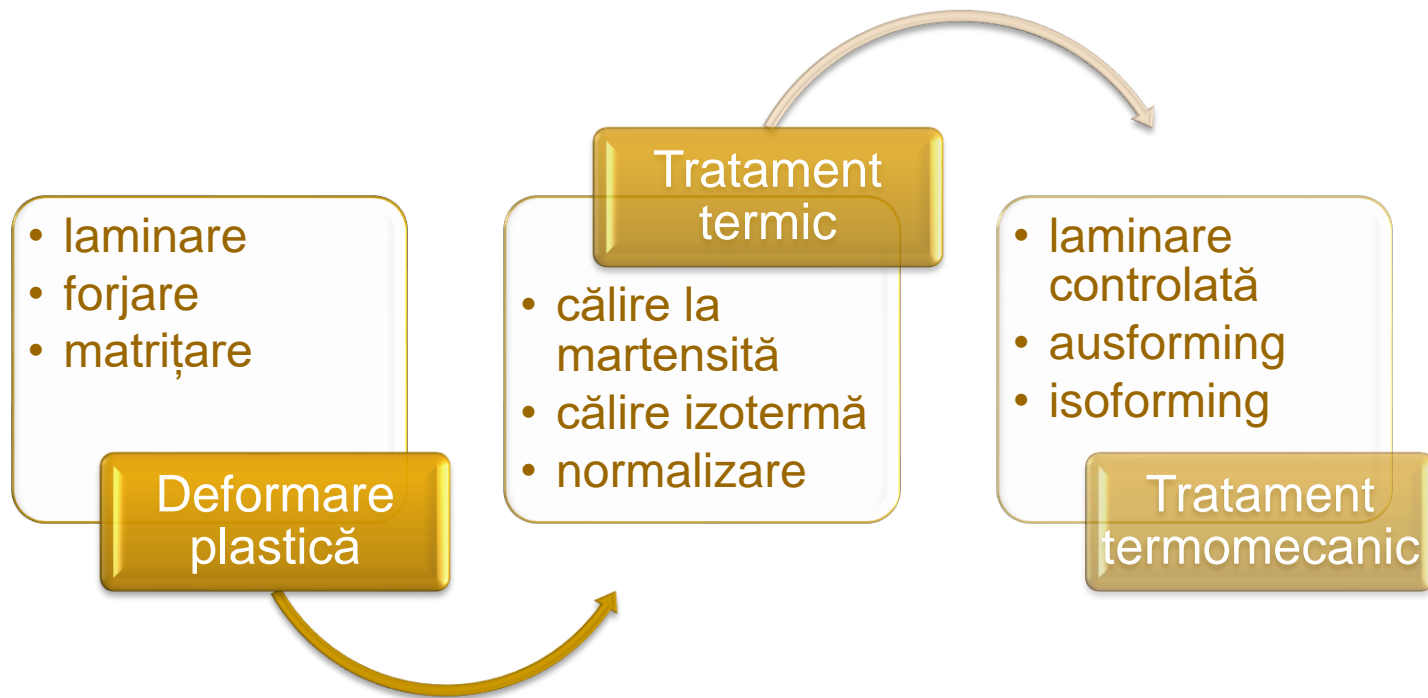 • laminare
• forjare
• matrițare
Deformare
plastică
Tratament
termic
• călire la
martensită
• călire izotermă
• normalizare
• laminare
controlată
• ausforming
• isoforming
Tratament
termomecanic